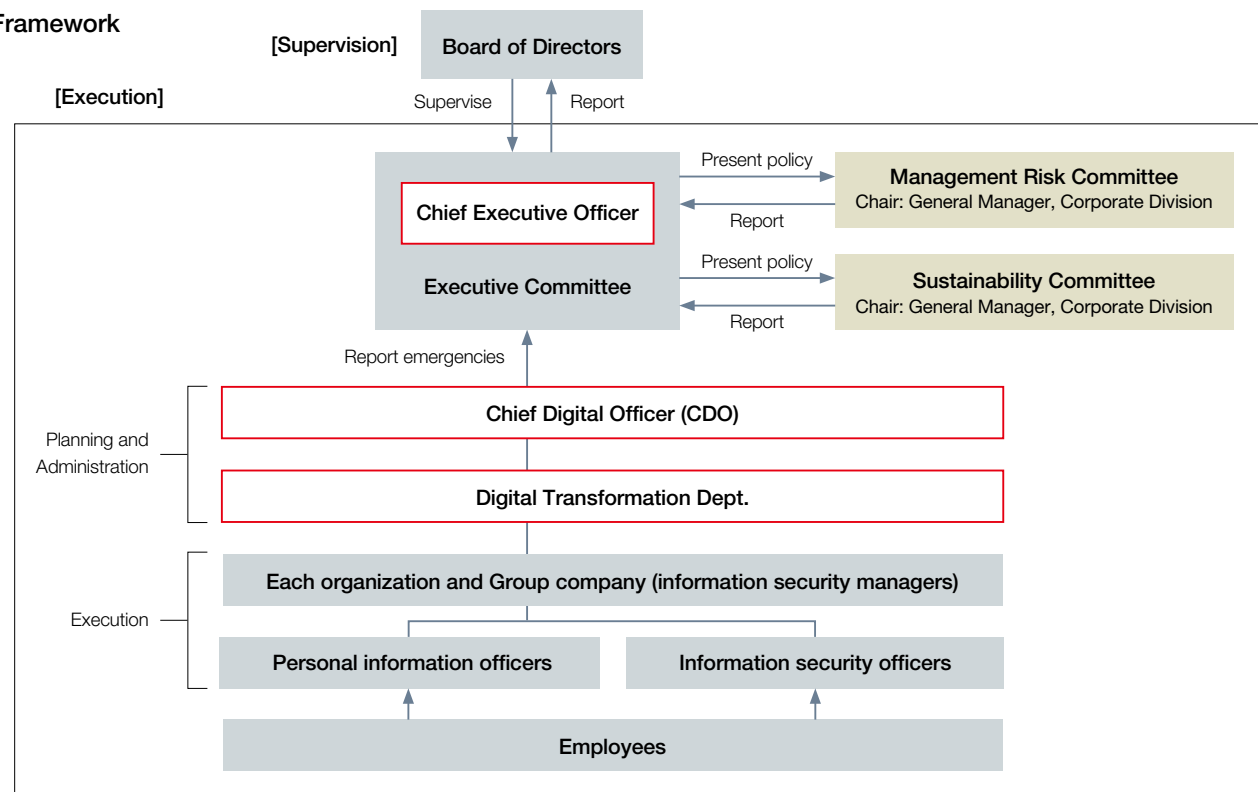 Framework
[Supervision]
Board of Directors
[Execution]
Supervise
Report
Present policy
Management Risk Committee
Chair: General Manager, Corporate Division
Chief Executive Officer
Report
Present policy
Executive Committee
Sustainability Committee
Chair: General Manager, Corporate Division
Report
Report emergencies
Chief Digital Officer (CDO)
Planning and
Administration
Digital Transformation Dept.
Each organization and Group company (information security managers)
Execution
Personal information officers
Information security officers
Employees